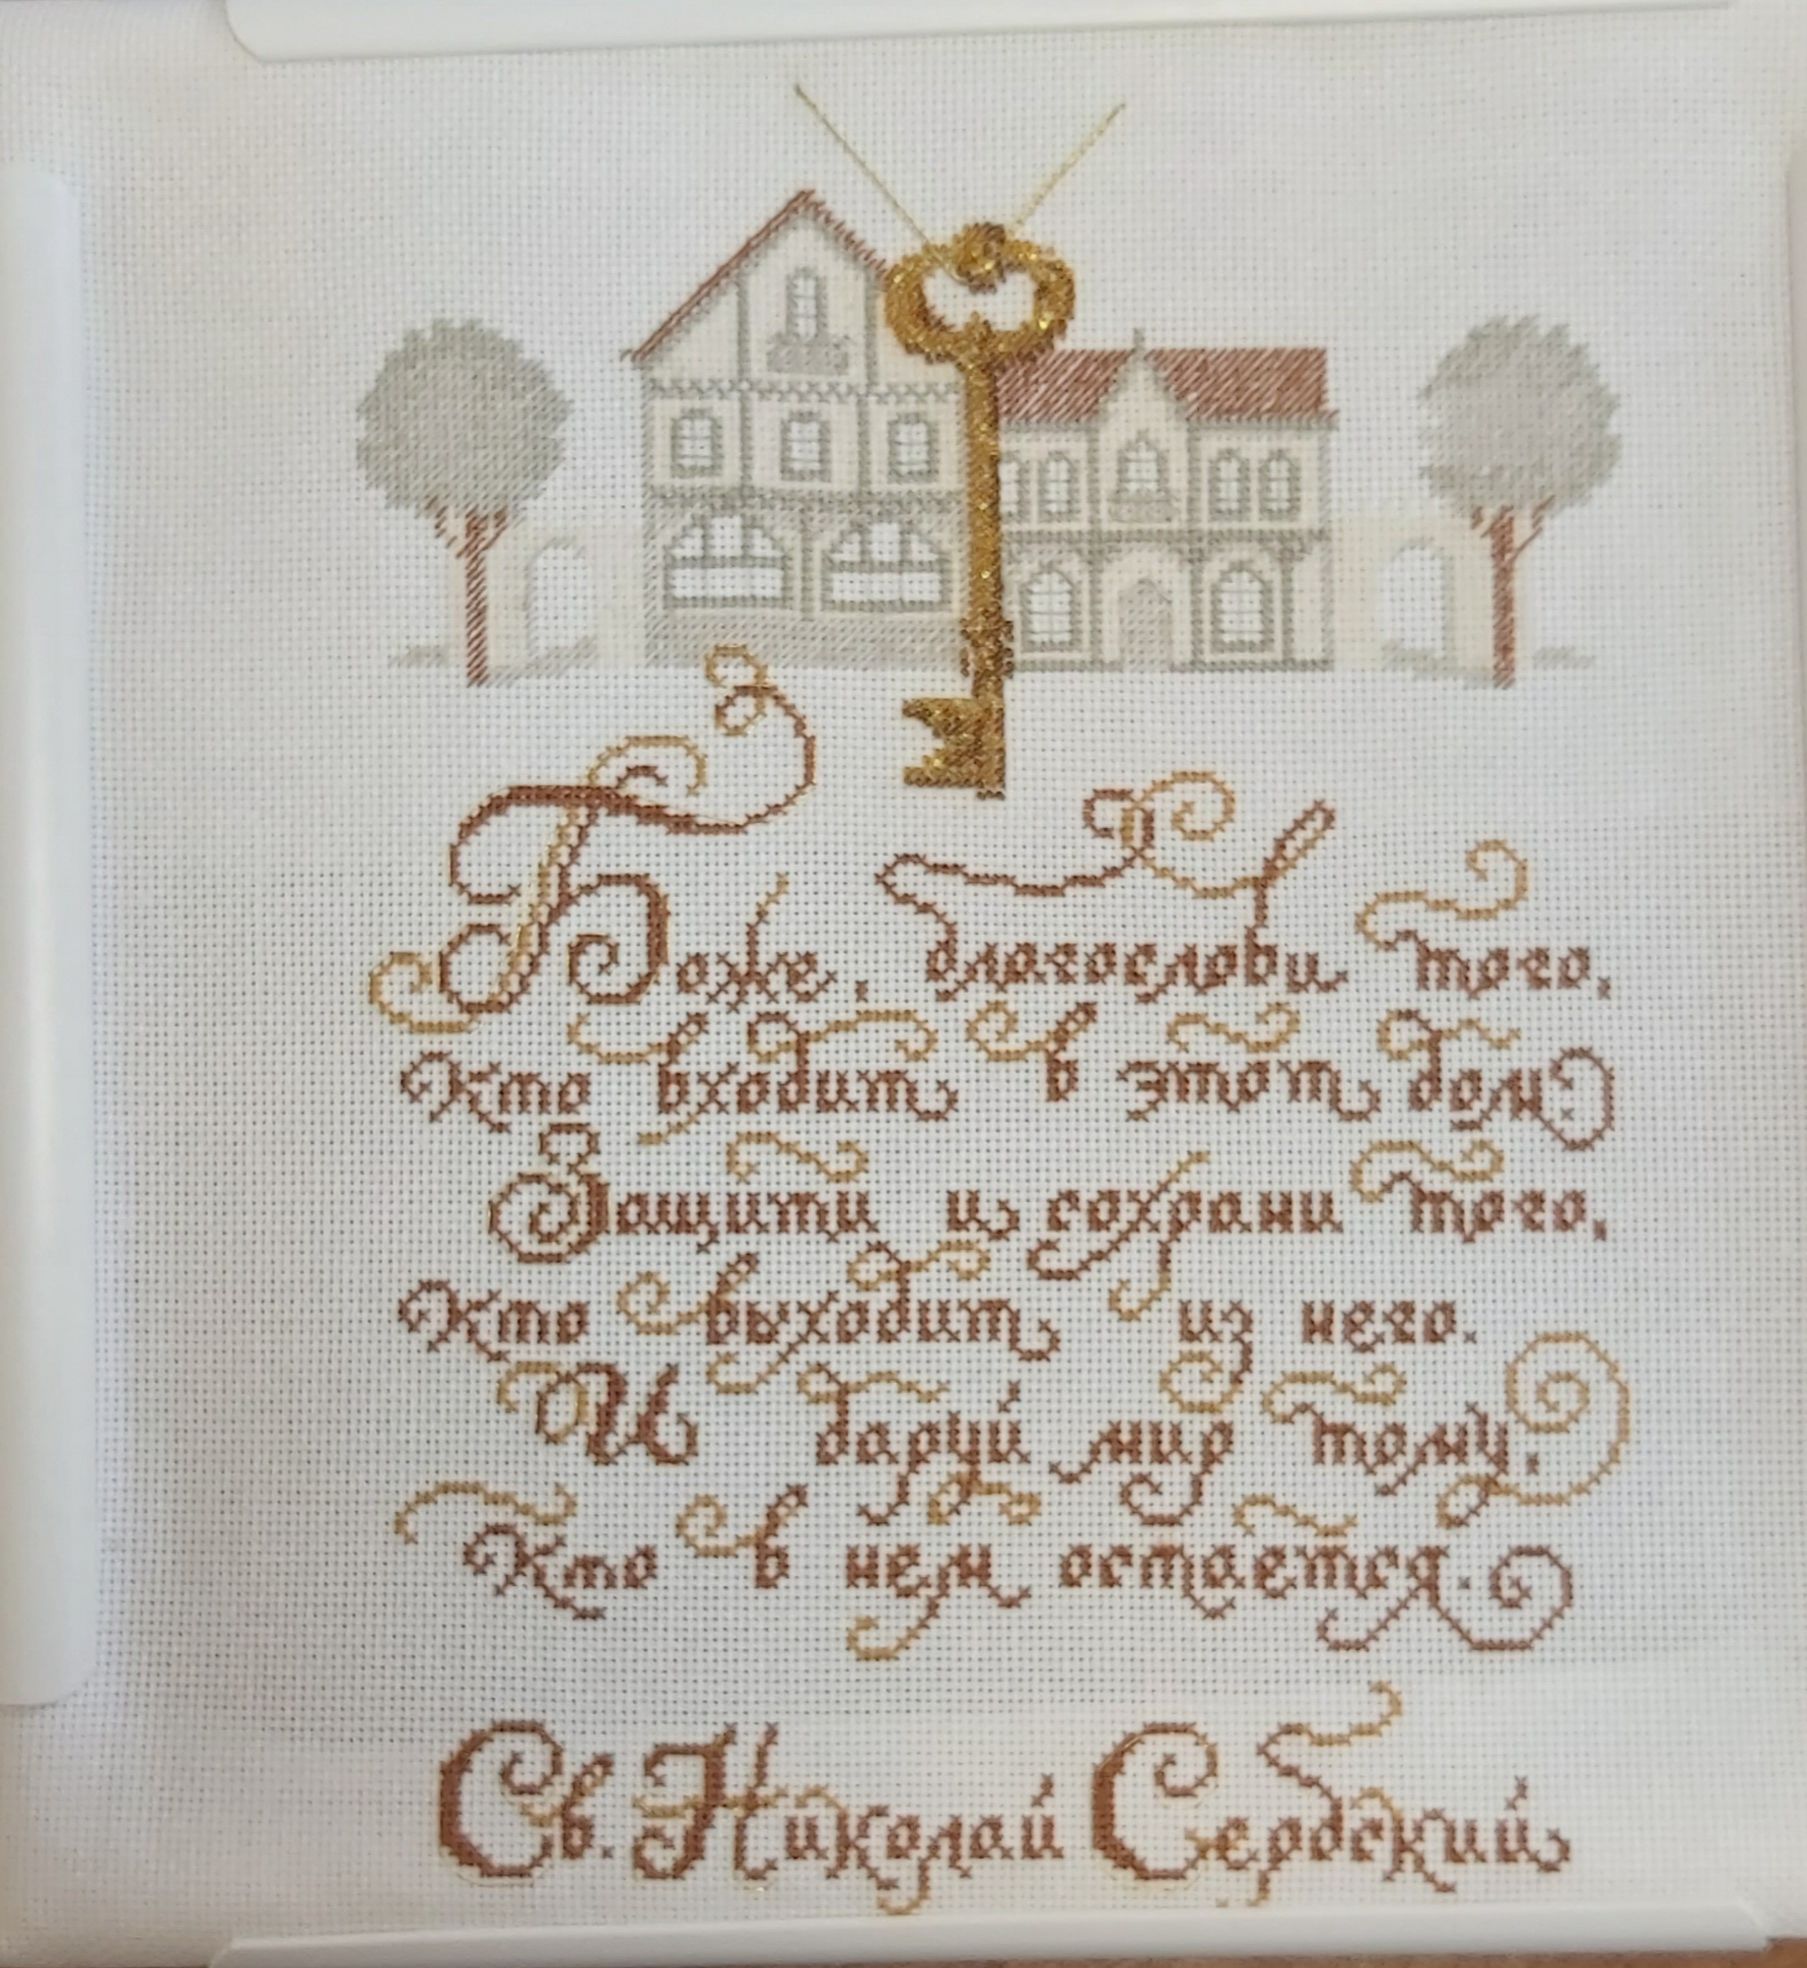 Боже, благослови того,
Кто входит в этот дом.
Защити и сохрани того,
Кто выходит из него.
И даруй мир тому,
Кто в нем остается.
Св. Николай Сербский